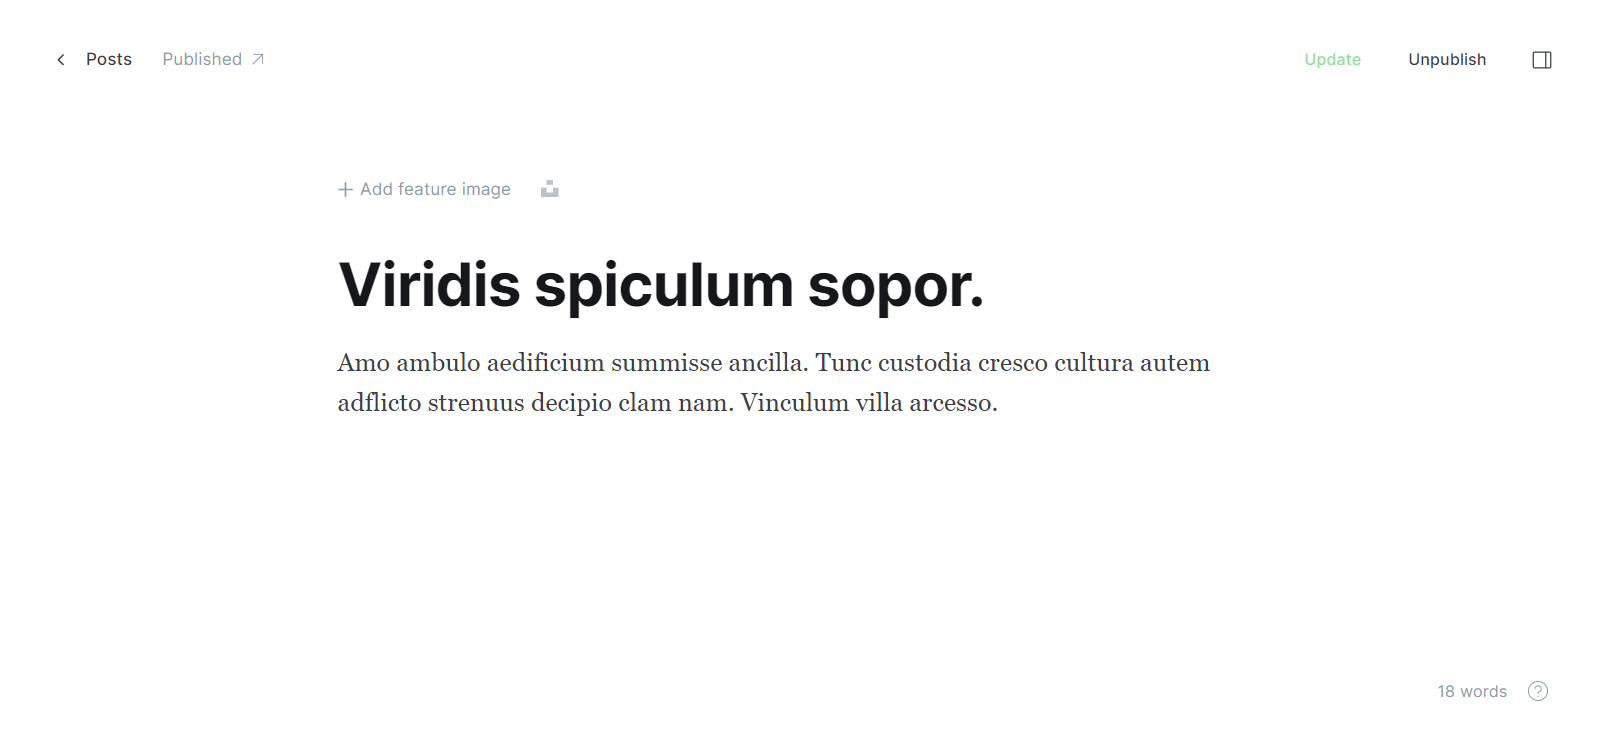 Posts Published
Update Unpublish
Add feature image
Viridis spiculum sopor.
Amo ambulo aedificium summisse ancilla. Tunc custodia cresco cultura autem
adflicto strenuus decipio clam nam. Vinculum villa arcesso.
18 words ?